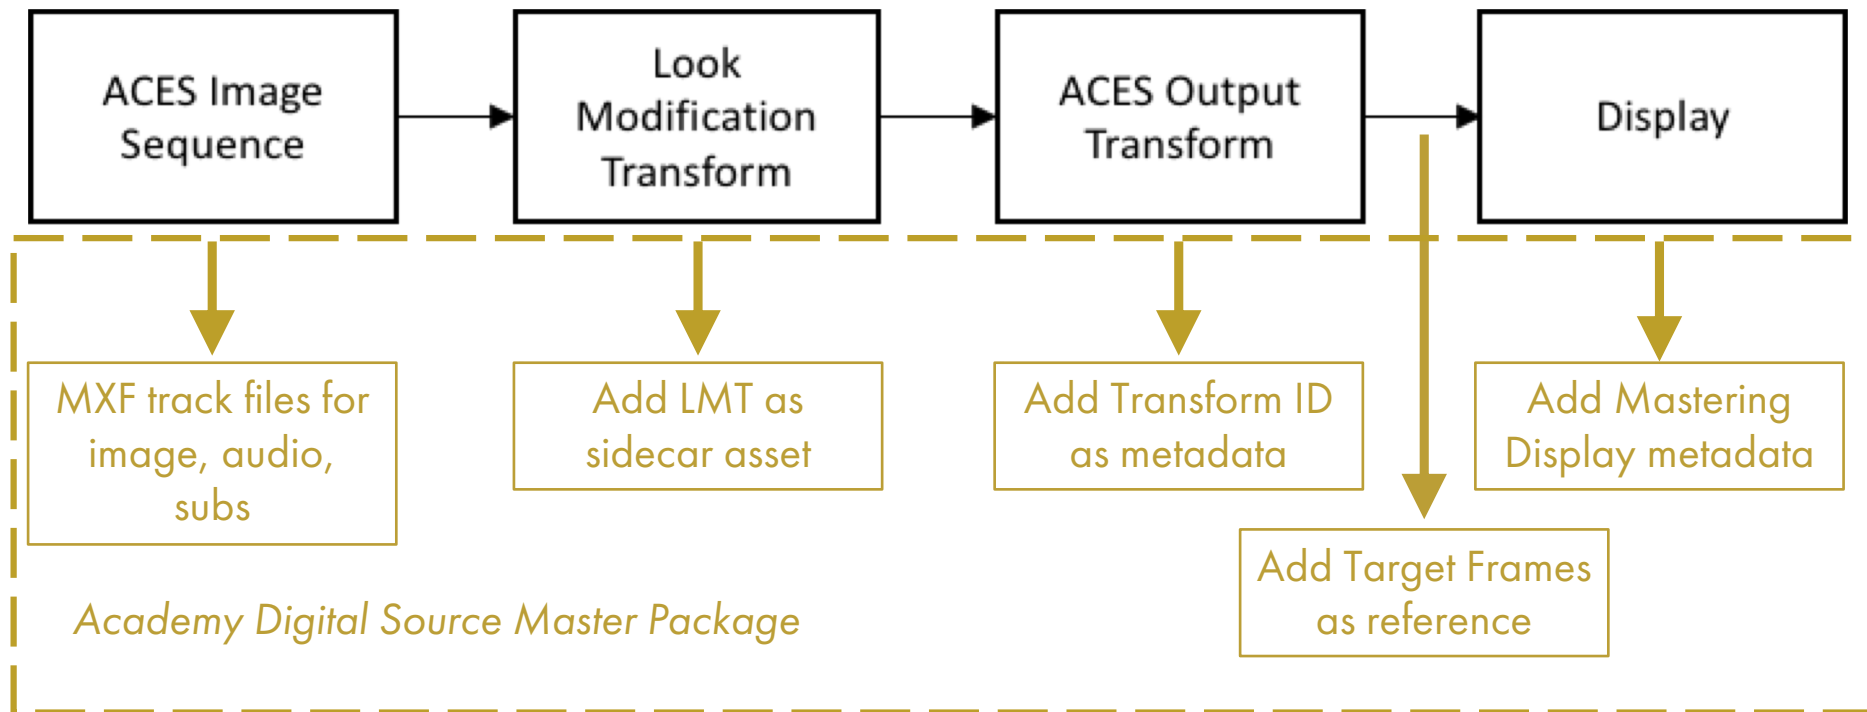 ACES Image
Sequence
Look
Modification
Transform
ACES Output
Transform
Display
MXF track files for
image, audio,
subs
Add LMT as
sidecar asset
Add Transform ID
as metadata
Add Mastering
Display metadata
Add Target Frames
as reference
Academy Digital Source Master Package